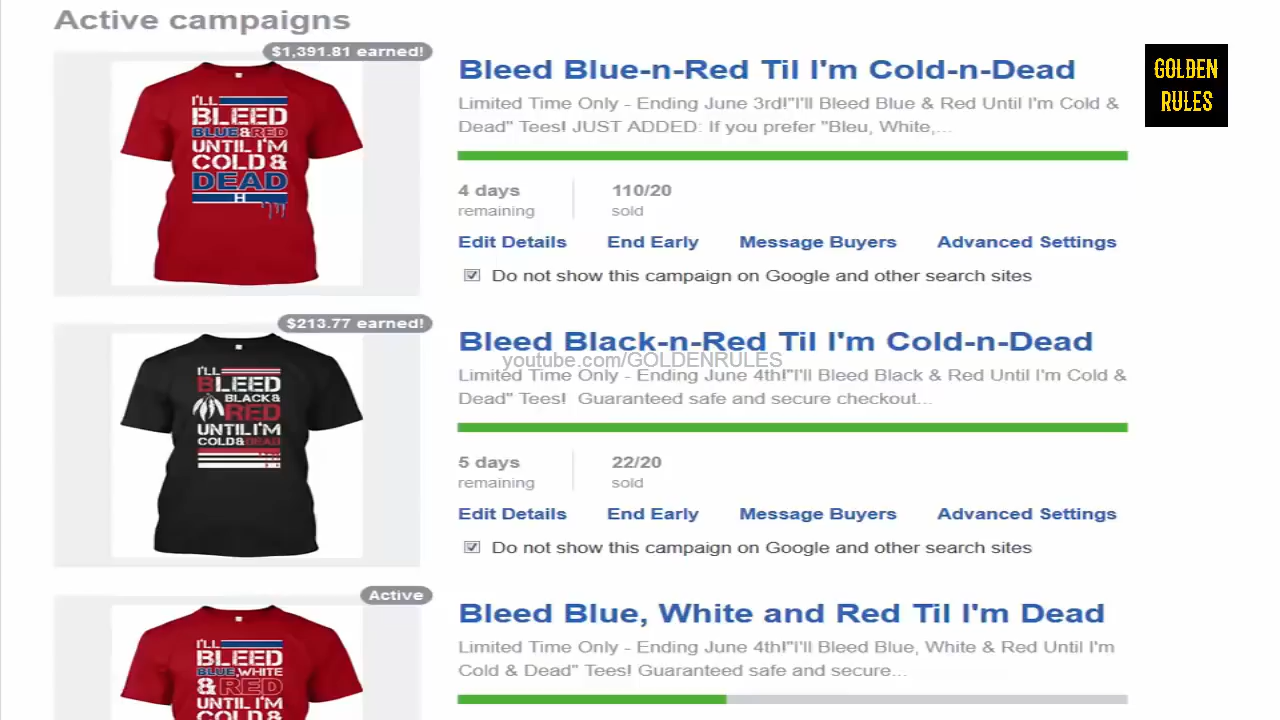 Active campaigns
$1,391.81 earned!
I'LL
BLEED
BLUE&RED
UNTIL I'M
COLD &
DEAD
H
Bleed Blue-n-Red Til I'm Cold-n-Dead
Limited Time Only - Ending June 3rd!"I'll Bleed Blue & Red Until I'm Cold &
Dead" Tees! JUST ADDED: If you prefer "Bleu, White,...
4 days
remaining
110/20
sold
Edit Details
End Early
Message Buyers
Advanced Settings
Do not show this campaign on Google and other search sites
GOLDEN
RULES
$213.77 earned!
I'LL
BLEED
BLACK&
RED
UNTIL I'M
COLD&DEAD
Bleed Black-n-Red Til I'm Cold-n-Dead
youtube.com/GOLDENRULES
Limited Time Only - Ending June 4th!"I'll Bleed Black & Red Until I'm Cold &
Dead" Tees!  Guaranteed safe and secure checkout...
5 days
remaining
22/20
sold
Edit Details
End Early
Message Buyers
Advanced Settings
Do not show this campaign on Google and other search sites
Active
I'LL
BLEED
BLUE,WHITE
& RED
UNTIL I'M
COLD &
Bleed Blue, White and Red Til I'm Dead
Limited Time Only - Ending June 4th!"I'll Bleed Blue, White & Red Until I'm
Cold & Dead" Tees! Guaranteed safe and secure...